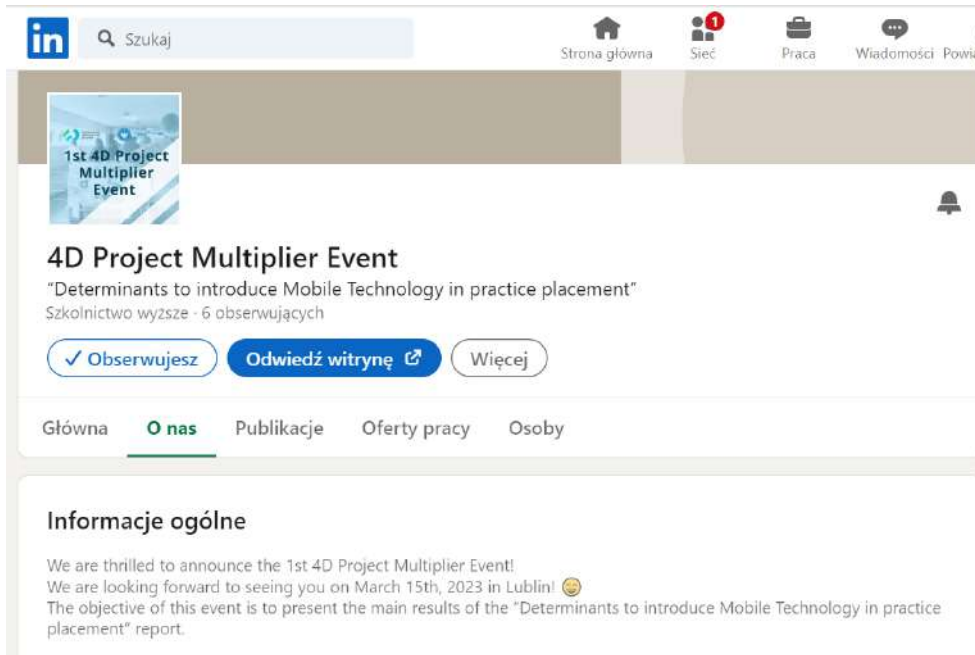 in
Szukaj
Strona główna
1
Sieć
Praca
Wiadomości
1st 4D Project
Multiplier
Event
4D Project Multiplier Event
“Determinants to introduce Mobile Technology in practice placement”
Szkolnictwo wyższe · 6 obserwujących
✓ Obserwujesz
Odwiedź witrynę
Więcej
Główna
O nas
Publikacje
Oferty pracy
Osoby
Informacje ogólne
We are thrilled to announce the 1st 4D Project Multiplier Event!
We are looking forward to seeing you on March 15th, 2023 in Lublin! 😄
The objective of this event is to present the main results of the “Determinants to introduce Mobile Technology in practice
placement” report.